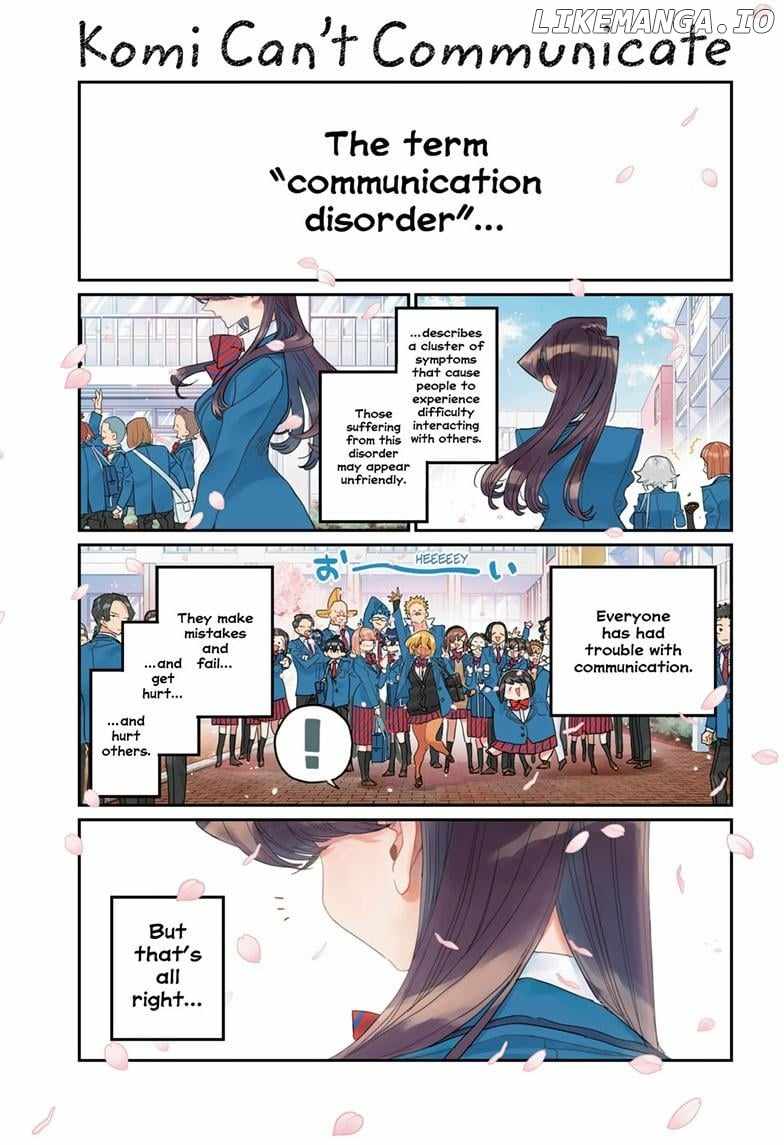 LIKEMANGA.IO
Komi Can't Communicate
The term
"communication
disorder"...
...describes
a cluster of
symptoms
that cause
people to
experience
difficulty
interacting
with others.
Those
suffering
from this
disorder
may appear
unfriendly.
お〜い
HEEEEEY
Everyone
has had
trouble with
communication.
They make
mistakes
and
fail...
...and
get
hurt...
...and
hurt
others.
!
But
that's
all
right...